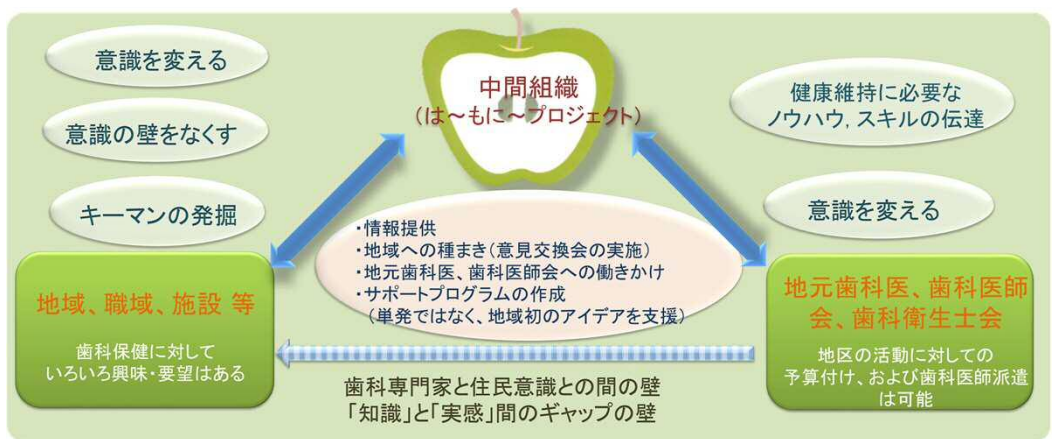 意識を変える
意識の壁をなくす
キーマンの発掘
中間組織
(は～もに～プロジェクト)
健康維持に必要な
ノウハウ,スキルの伝達
意識を変える
・情報提供
・地域への種まき(意見交換会の実施)
・地元歯科医、歯科医師会への働きかけ
・サポートプログラムの作成
(単発ではなく、地域初のアイデアを支援)
地域、職域、施設 等
歯科保健に対して
いろいろ興味・要望はある
地元歯科医、歯科医師
会、歯科衛生士会
地区の活動に対しての
予算付け、および歯科医師派遣
は可能
歯科専門家と住民意識との間の壁
「知識」と「実感」間のギャップの壁